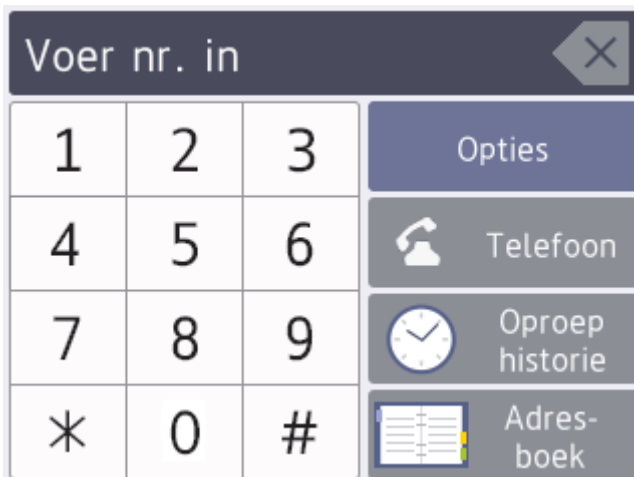 Voer nr. in
1 2 3
Opties
4 5 6
Telefoon
7 8 9
Oproep
historie
* 0 #
Adres-
boek